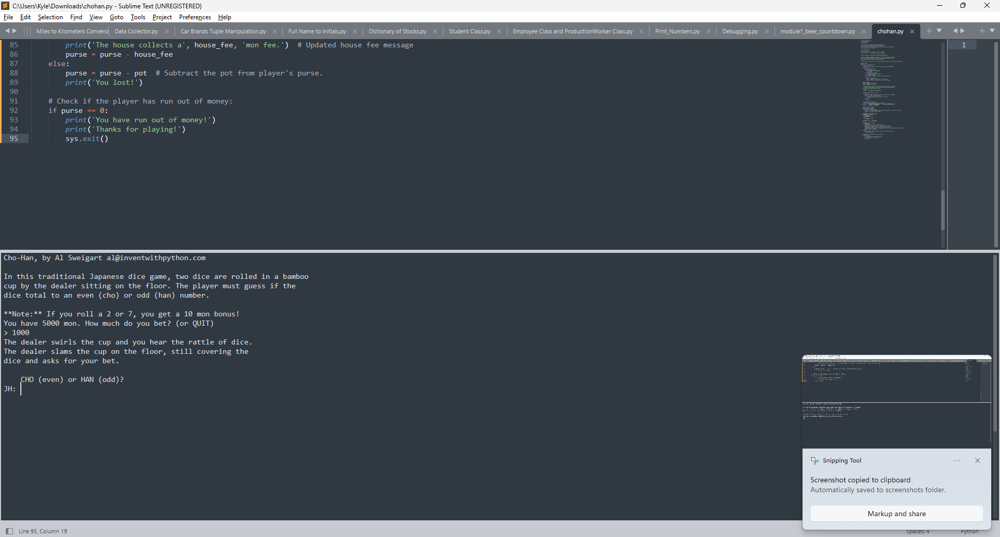 C:\Users\Kyle\Downloads\chohan.py - Sublime Text (UNREGISTERED)
File Edit Selection Find View Goto Tools Project Preferences Help
Miles to Kilometers Conversi Data Collector.py Car Brands Tuple Manipulation.py Full Name to Initials.py Dictionary of Stocks.py Student Class.py Employee Class and ProductionWorker Class.py Print_Numbers.py Debugging.py module1_beer_countdown.py chohan.py
85 print('The house collects a', house_fee, 'mon fee.')  # Updated house fee message
86 purse = purse - house_fee
87 else:
88 purse = purse - pot  # Subtract the pot from player's purse.
89 print('You lost!')
90
91 # Check if the player has run out of money:
92 if purse == 0:
93 print('You have run out of money!')
94 print('Thanks for playing!')
95 sys.exit()
1
Cho-Han, by Al Sweigart al@inventwithpython.com
In this traditional Japanese dice game, two dice are rolled in a bamboo
cup by the dealer sitting on the floor. The player must guess if the
dice total to an even (cho) or odd (han) number.
**Note:** If you roll a 2 or 7, you get a 10 mon bonus!
You have 5000 mon. How much do you bet? (or QUIT)
> 1000
The dealer swirls the cup and you hear the rattle of dice.
The dealer slams the cup on the floor, still covering the
dice and asks for your bet.
CHO (even) or HAN (odd)?
JH:
Snipping Tool
Screenshot copied to clipboard
Automatically saved to screenshots folder.
Markup and share
Line 95, Column 19
Spaces: 4
Python